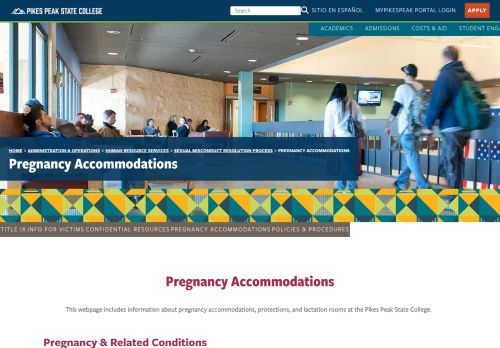 PIKES PEAK STATE COLLEGE
Search
SITIO EN ESPAÑOL
MYPIKESPEAK PORTAL LOGIN
APPLY
ACADEMICS ADMISSIONS COSTS & AID STUDENT ENGA
HOME > ADMINISTRATION & OPERATIONS > HUMAN RESOURCE SERVICES > SEXUAL MISCONDUCT RESOLUTION PROCESS > PREGNANCY ACCOMMODATIONS
Pregnancy Accommodations
TITLE IX INFO FOR VICTIMS CONFIDENTIAL RESOURCES PREGNANCY ACCOMMODATIONS POLICIES & PROCEDURES
Pregnancy Accommodations
This webpage includes information about pregnancy accommodations, protections, and lactation rooms at the Pikes Peak State College.
Pregnancy & Related Conditions